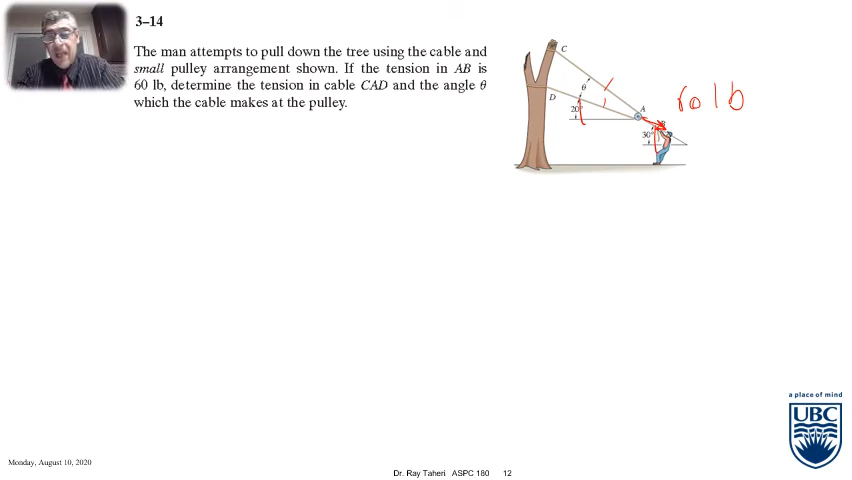 3–14
The man attempts to pull down the tree using the cable and
small pulley arrangement shown. If the tension in AB is
60 lb, determine the tension in cable CAD and the angle θ
which the cable makes at the pulley.
C
θ
D
A
20°
B
30°
60 lb
a place of mind
UBC
Monday, August 10, 2020
Dr. Ray Taheri ASPC 180 12